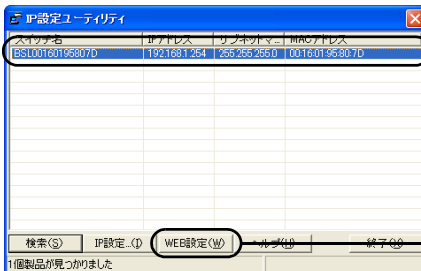 IP設定ユーティリティ
スイッチ名 IPアドレス サブネットマ... MACアドレス
BSL00160195807D 192.168.1.254 255.255.255.0 00:16:01:95:80:7D
検索(S) IP設定...(I) WEB設定(W) ヘルプ(H) 終了(X)
1個製品が見つかりました